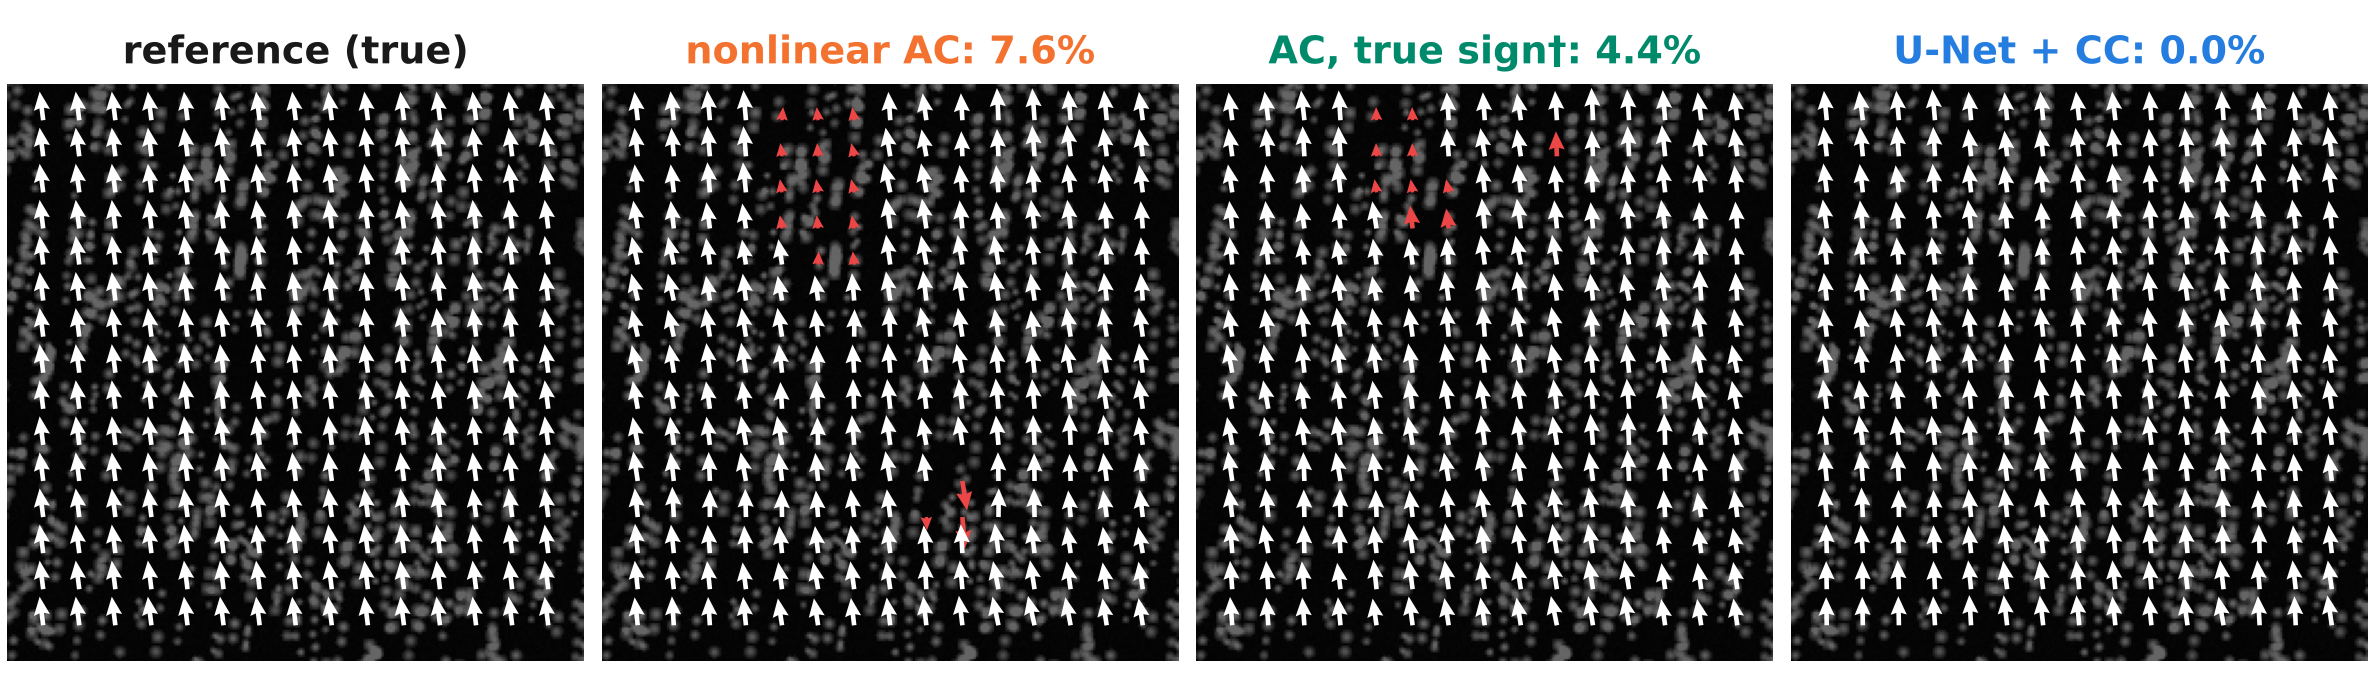 reference (true)
nonlinear AC: 7.6%
AC, true sign†: 4.4%
U-Net + CC: 0.0%